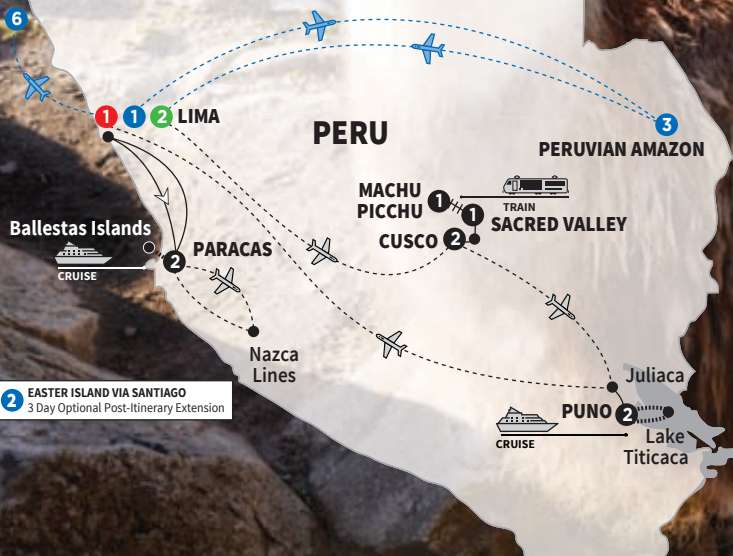 6
1 1 2 LIMA
PERU
3
PERUVIAN AMAZON
MACHU
PICCHU 1
TRAIN
1 SACRED VALLEY
CUSCO 2
Ballestas Islands
CRUISE
PARACAS
2
Nazca
Lines
2 EASTER ISLAND VIA SANTIAGO
3 Day Optional Post-Itinerary Extension
Juliaca
PUNO 2
CRUISE
Lake
Titicaca